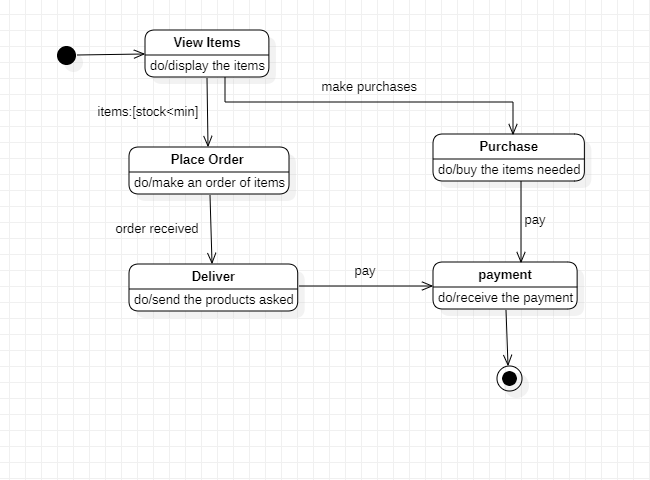 View Items
do/display the items
make purchases
items:[stock<min]
Place Order
do/make an order of items
Purchase
do/buy the items needed
order received
pay
Deliver
do/send the products asked
pay
payment
do/receive the payment